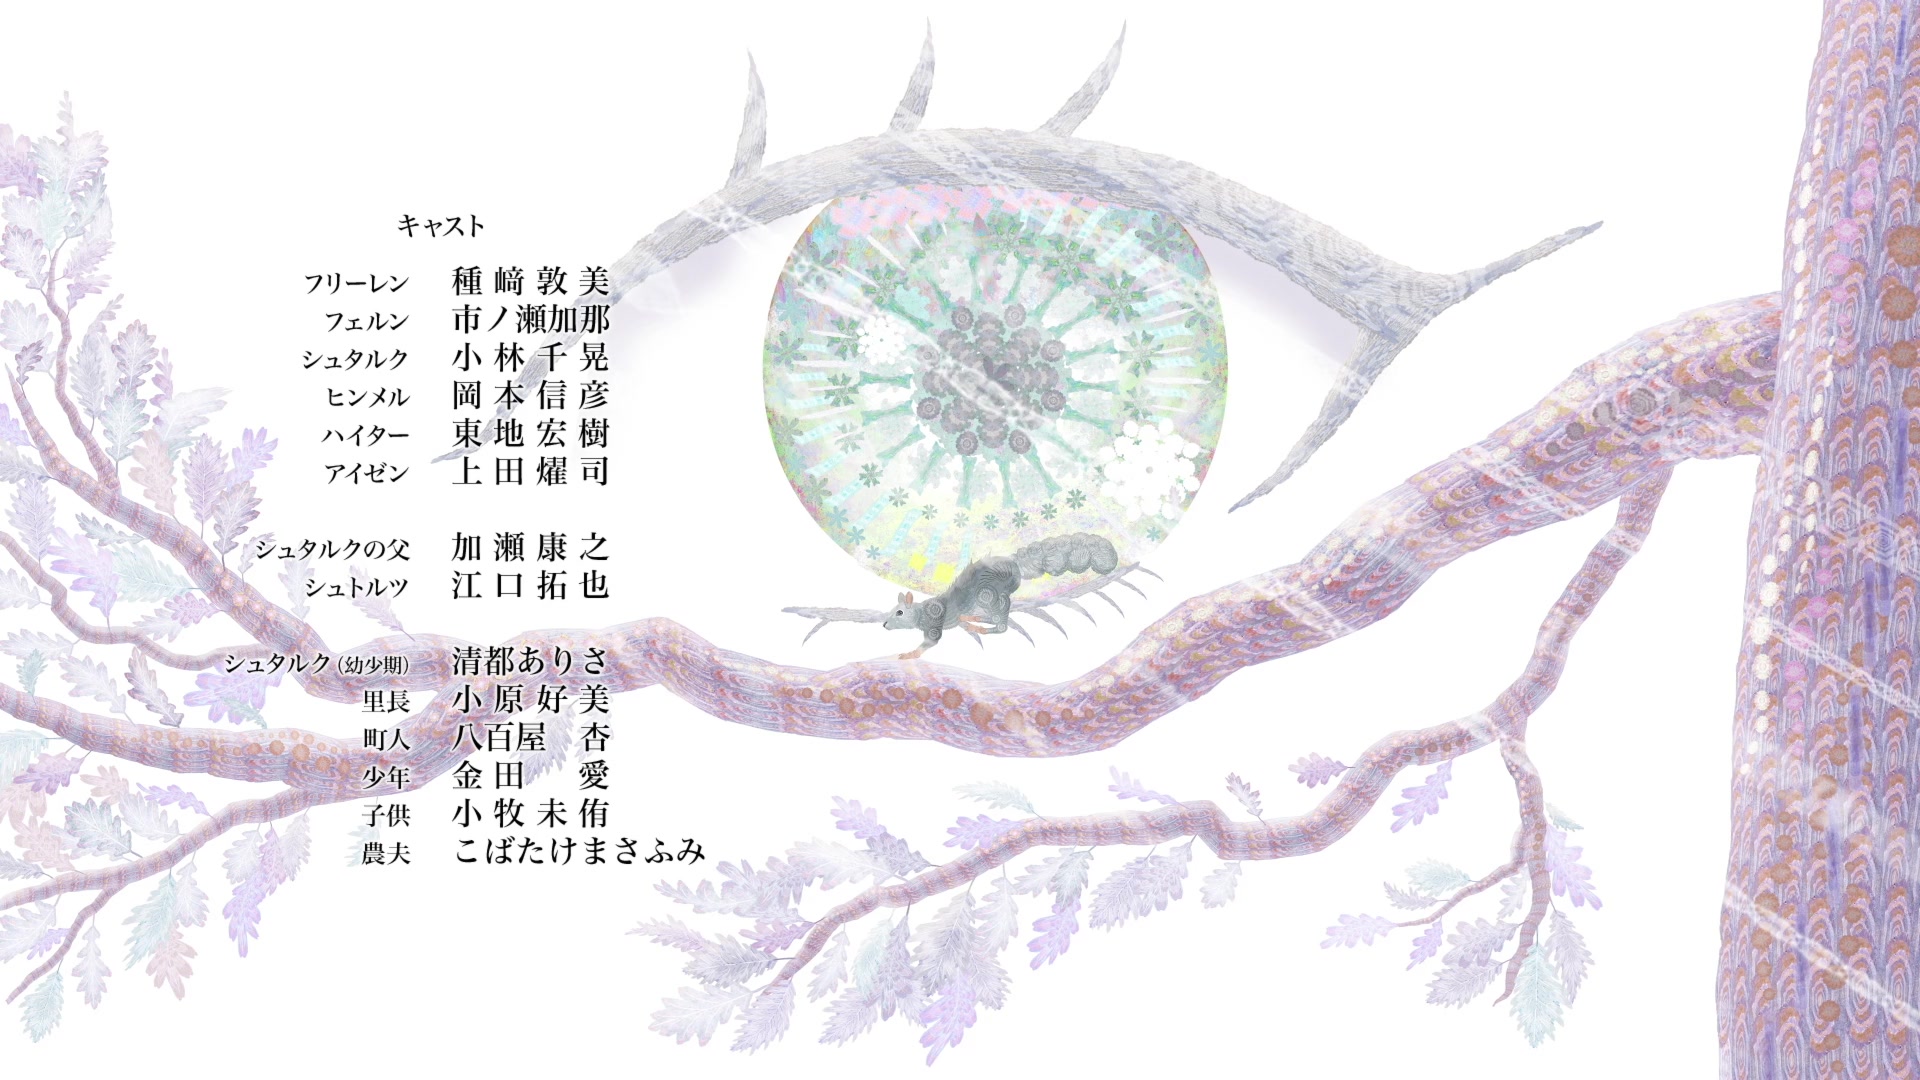 キャスト
フリーレン 種﨑敦美
フェルン 市ノ瀬加那
シュタルク 小林千晃
ヒンメル 岡本信彦
ハイター 東地宏樹
アイゼン 上田燿司
シュタルクの父 加瀬康之
シュトルツ 江口拓也
シュタルク（幼少期） 清都ありさ
里長 小原好美
町人 八百屋 杏
少年 金田 愛
子供 小牧未侑
農夫 こばたけまさふみ